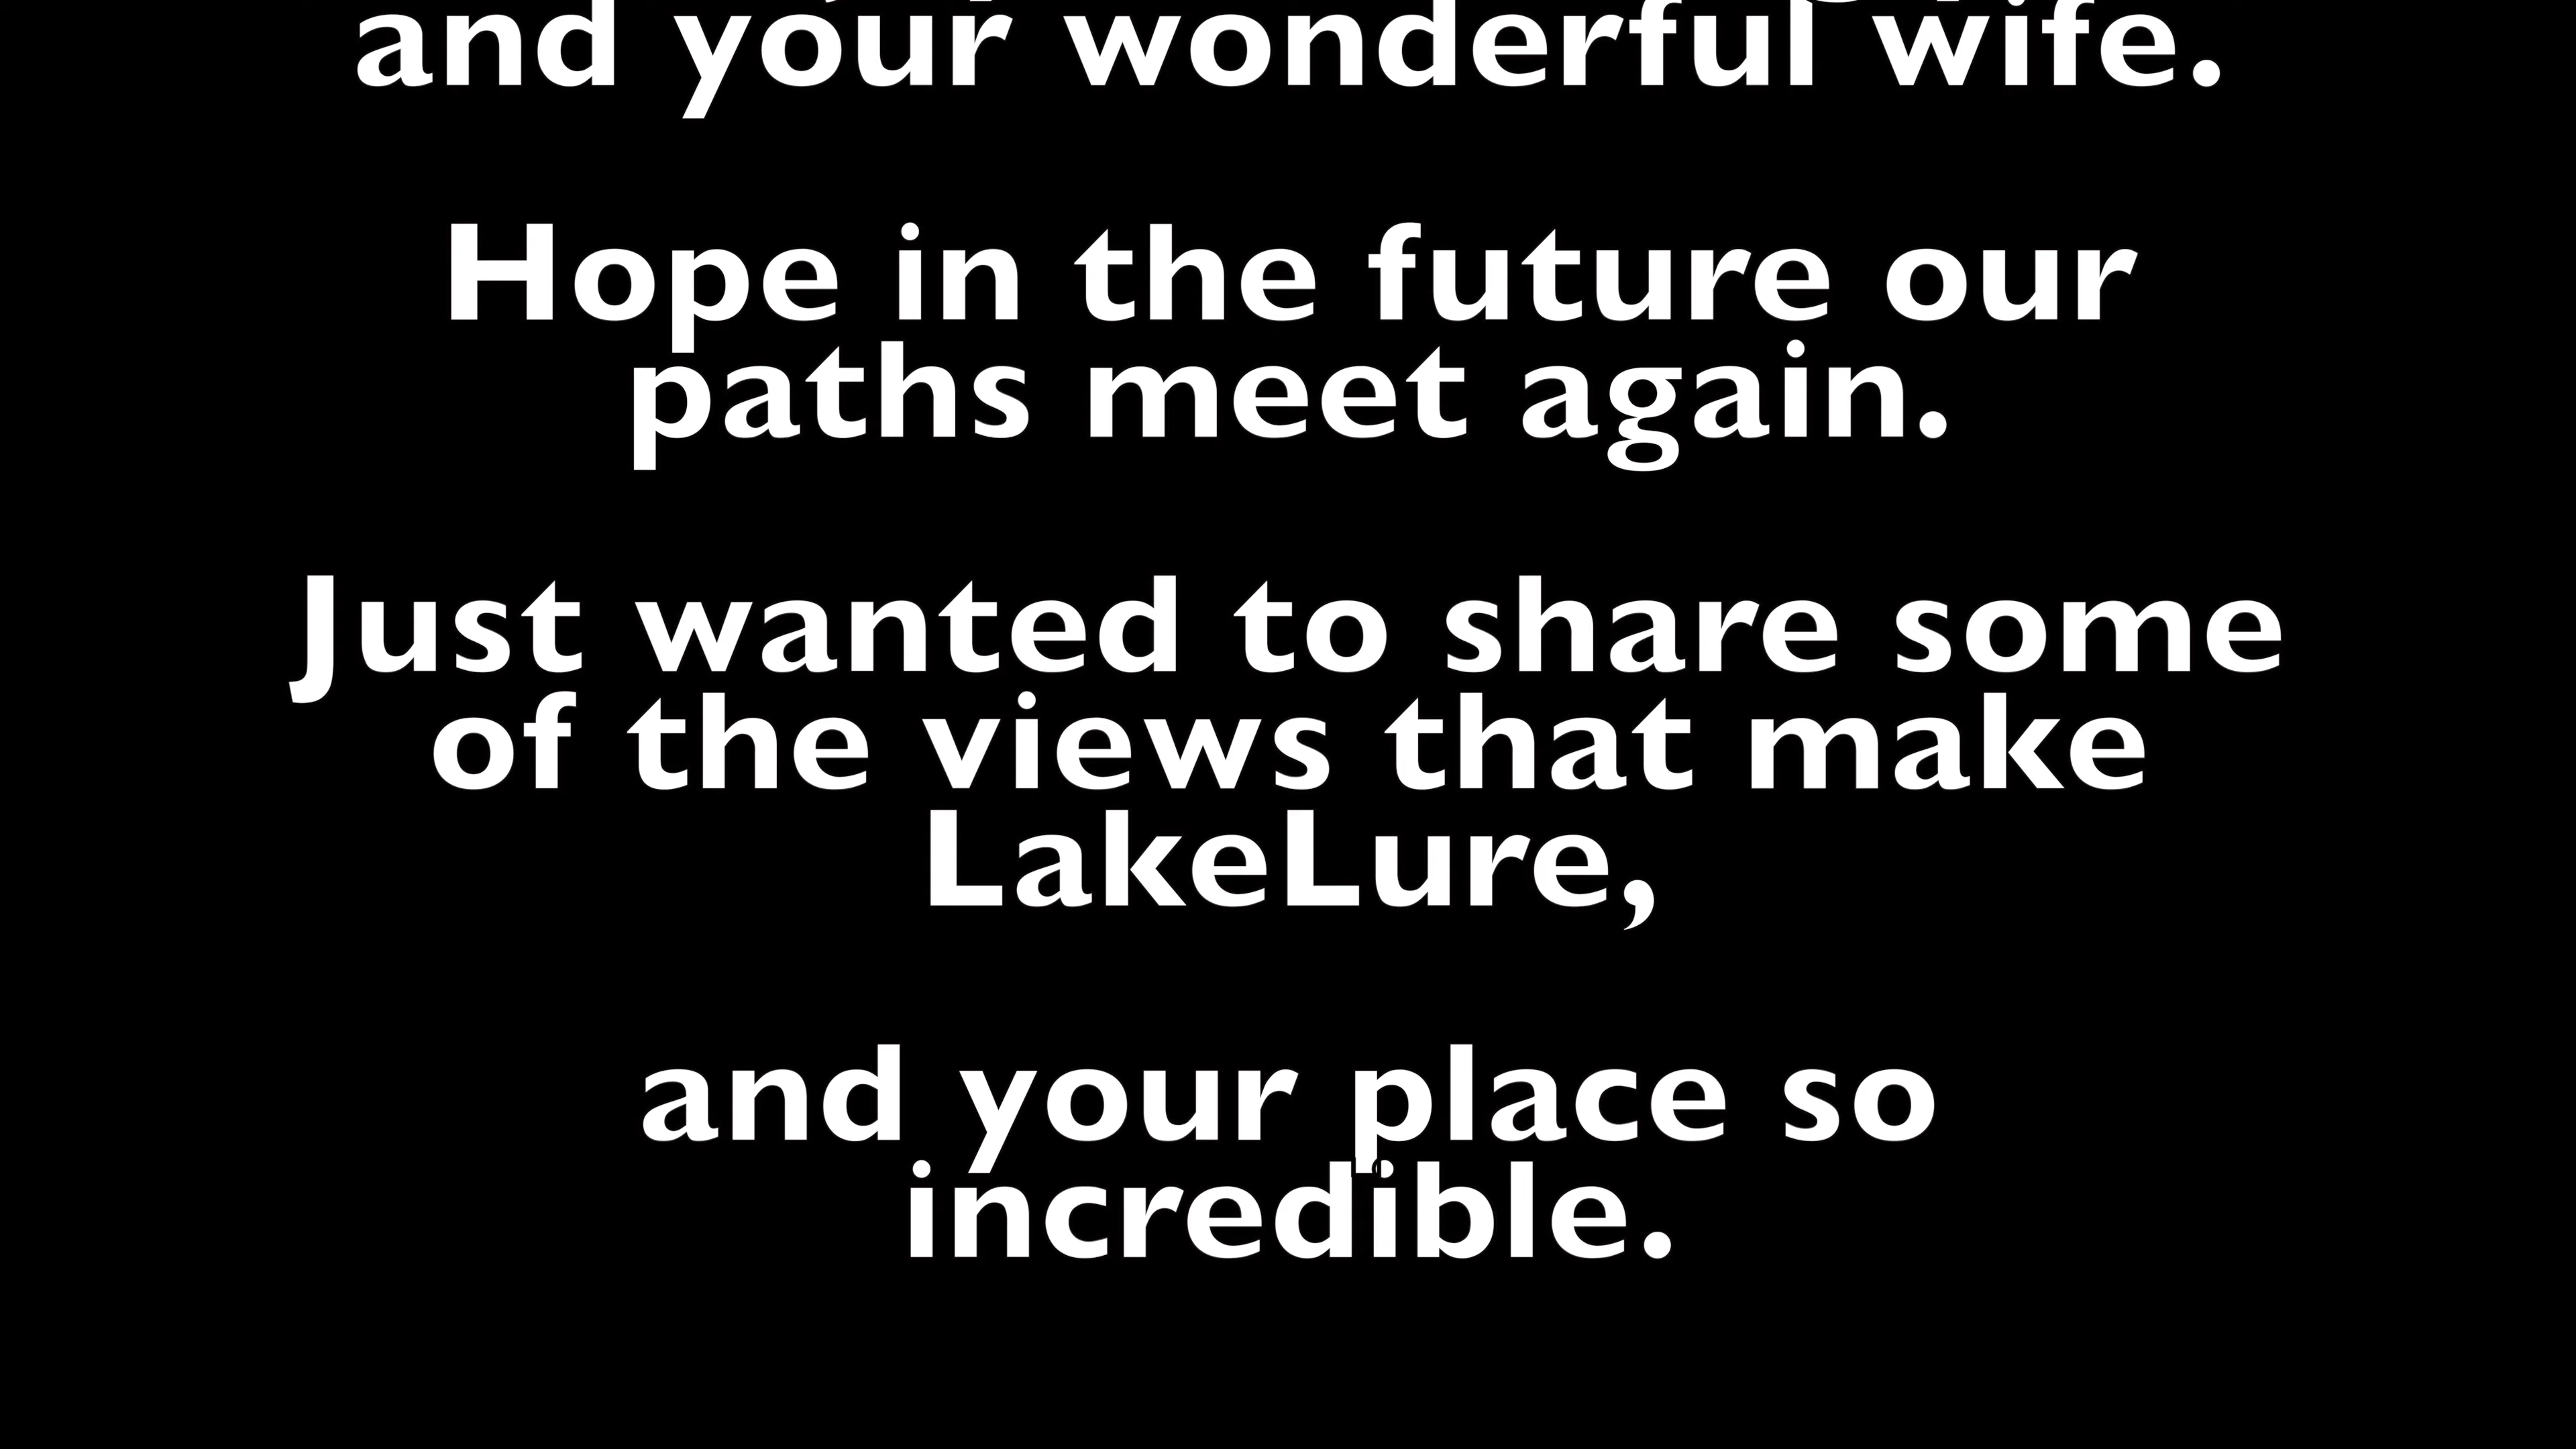 and your wonderful wife.
Hope in the future our
paths meet again.
Just wanted to share some
of the views that make
LakeLure,
and your place so
incredible.